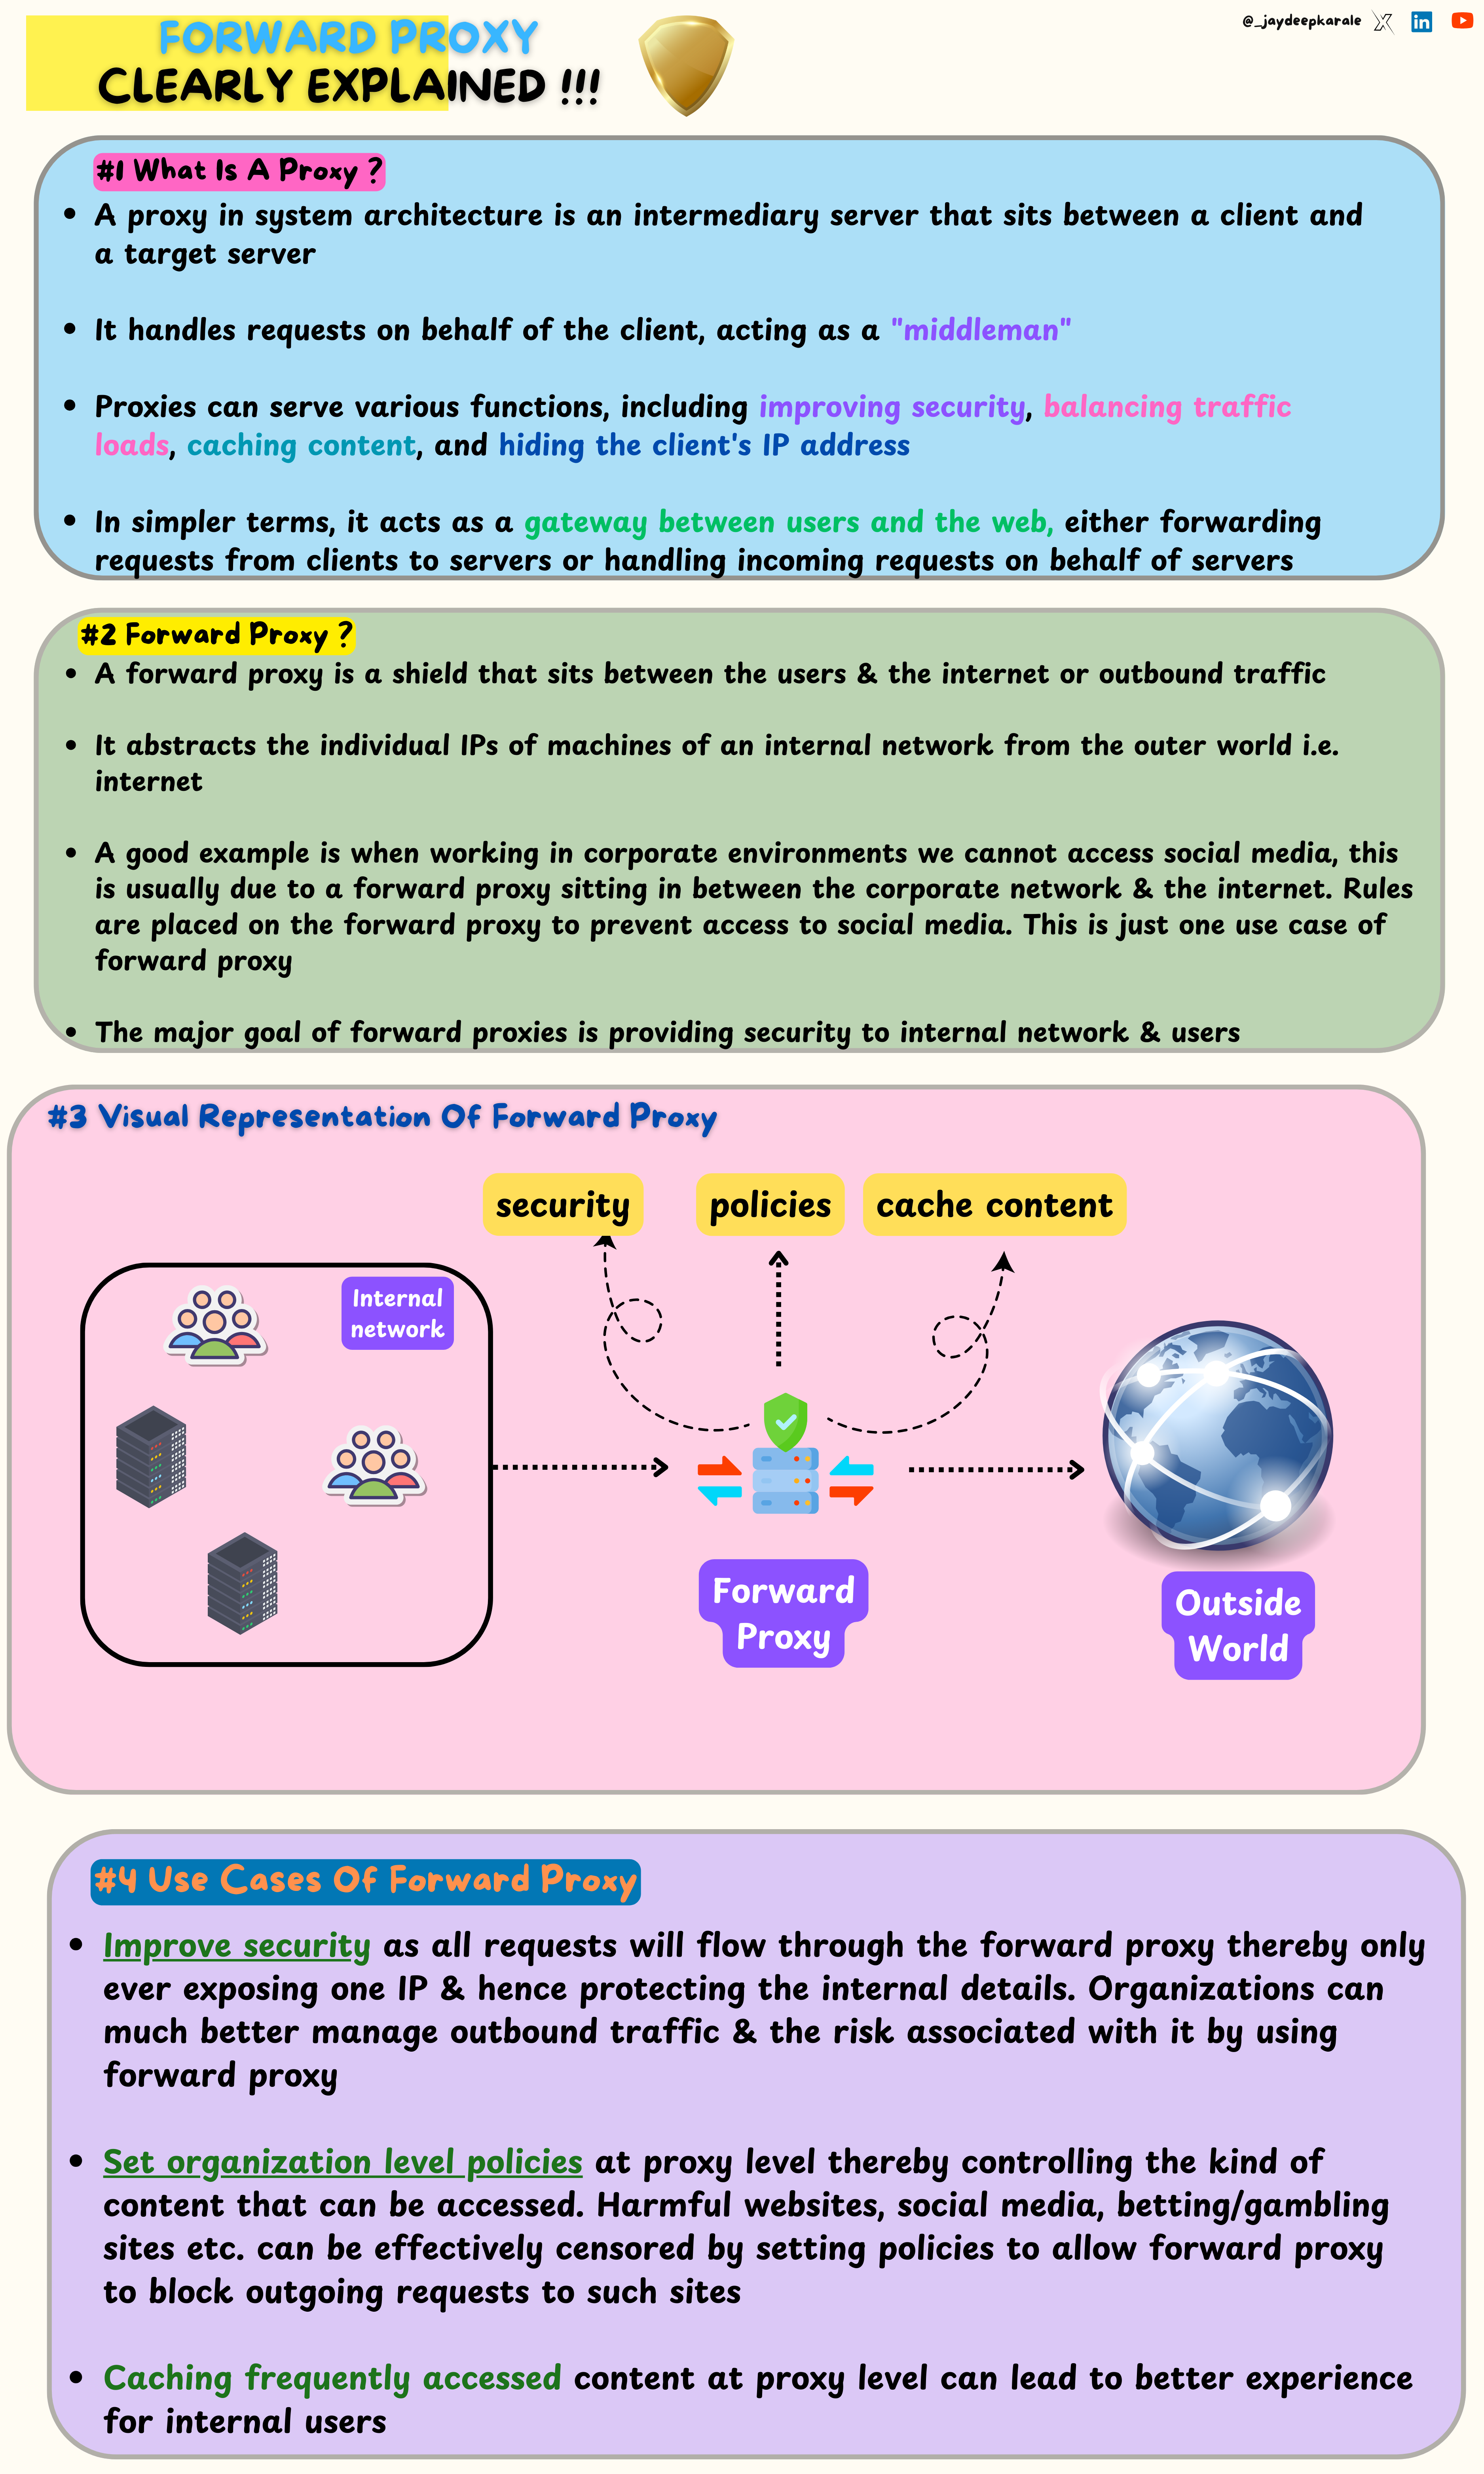 FORWARD PROXY
CLEARLY EXPLAINED !!!
@_jaydeepkarale
#1 What Is A Proxy ?
• A proxy in system architecture is an intermediary server that sits between a client and
a target server
• It handles requests on behalf of the client, acting as a "middleman"
• Proxies can serve various functions, including improving security, balancing traffic
loads, caching content, and hiding the client's IP address
• In simpler terms, it acts as a gateway between users and the web, either forwarding
requests from clients to servers or handling incoming requests on behalf of servers
#2 Forward Proxy ?
• A forward proxy is a shield that sits between the users & the internet or outbound traffic
• It abstracts the individual IPs of machines of an internal network from the outer world i.e.
internet
• A good example is when working in corporate environments we cannot access social media, this
is usually due to a forward proxy sitting in between the corporate network & the internet. Rules
are placed on the forward proxy to prevent access to social media. This is just one use case of
forward proxy
• The major goal of forward proxies is providing security to internal network & users
#3 Visual Representation Of Forward Proxy
security
policies
cache content
Internal
network
Forward
Proxy
Outside
World
#4 Use Cases Of Forward Proxy
• Improve security as all requests will flow through the forward proxy thereby only
ever exposing one IP & hence protecting the internal details. Organizations can
much better manage outbound traffic & the risk associated with it by using
forward proxy
• Set organization level policies at proxy level thereby controlling the kind of
content that can be accessed. Harmful websites, social media, betting/gambling
sites etc. can be effectively censored by setting policies to allow forward proxy
to block outgoing requests to such sites
• Caching frequently accessed content at proxy level can lead to better experience
for internal users